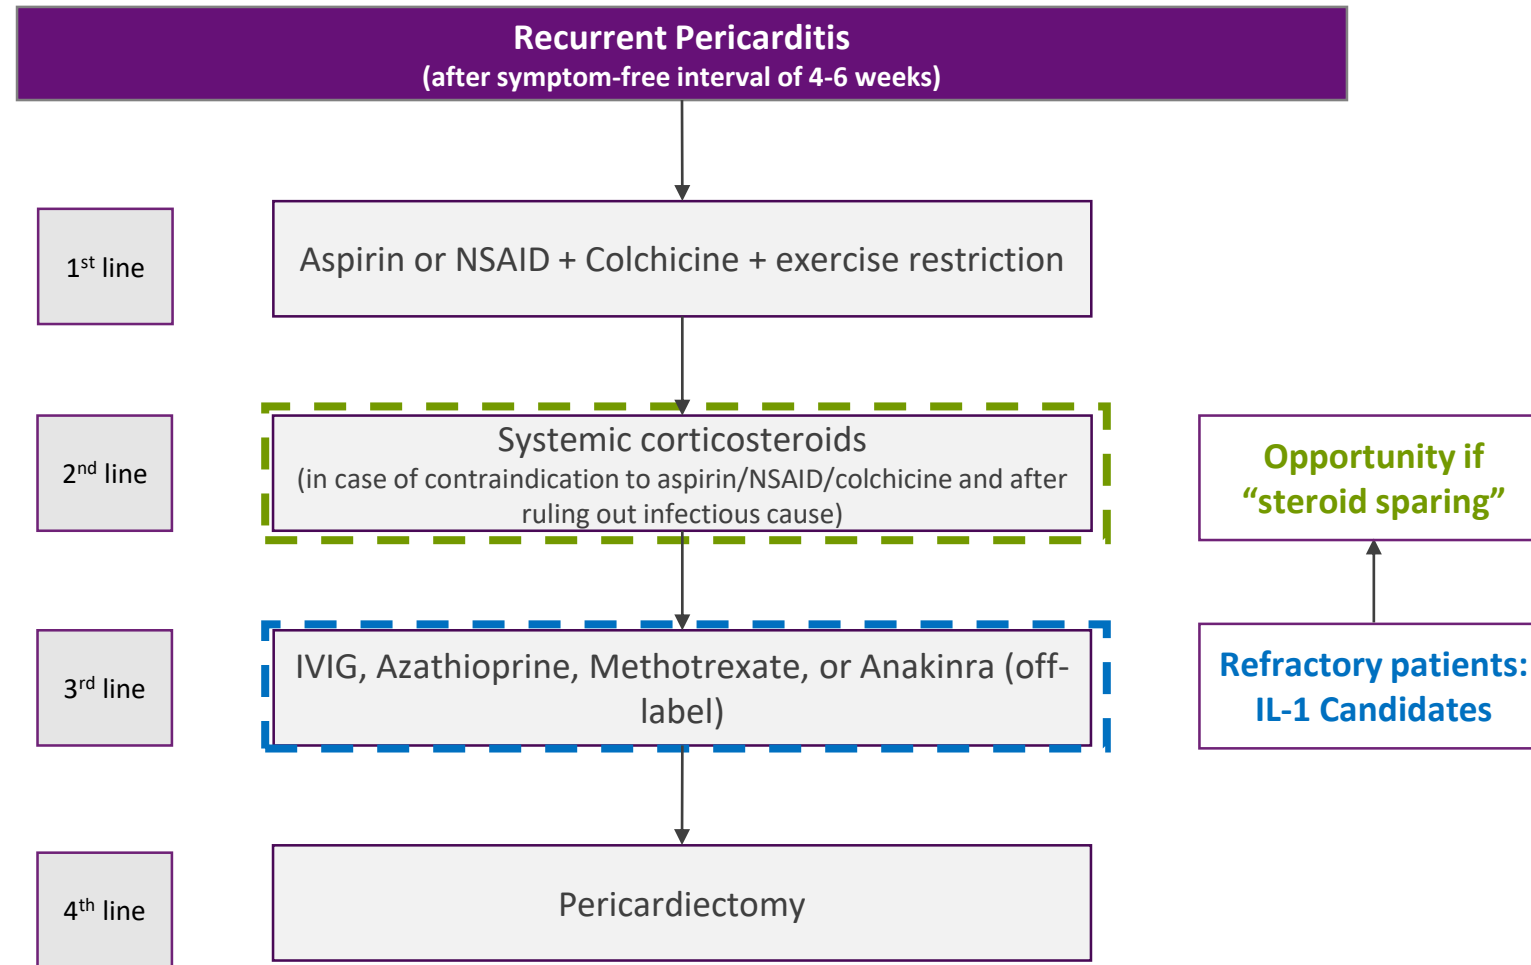 Recurrent Pericarditis
(after symptom-free interval of 4-6 weeks)
1st line
Aspirin or NSAID + Colchicine + exercise restriction
2nd line
Systemic corticosteroids
(in case of contraindication to aspirin/NSAID/colchicine and after
ruling out infectious cause)
Opportunity if
“steroid sparing”
3rd line
IVIG, Azathioprine, Methotrexate, or Anakinra (off-
label)
Refractory patients:
IL-1 Candidates
4th line
Pericardiectomy